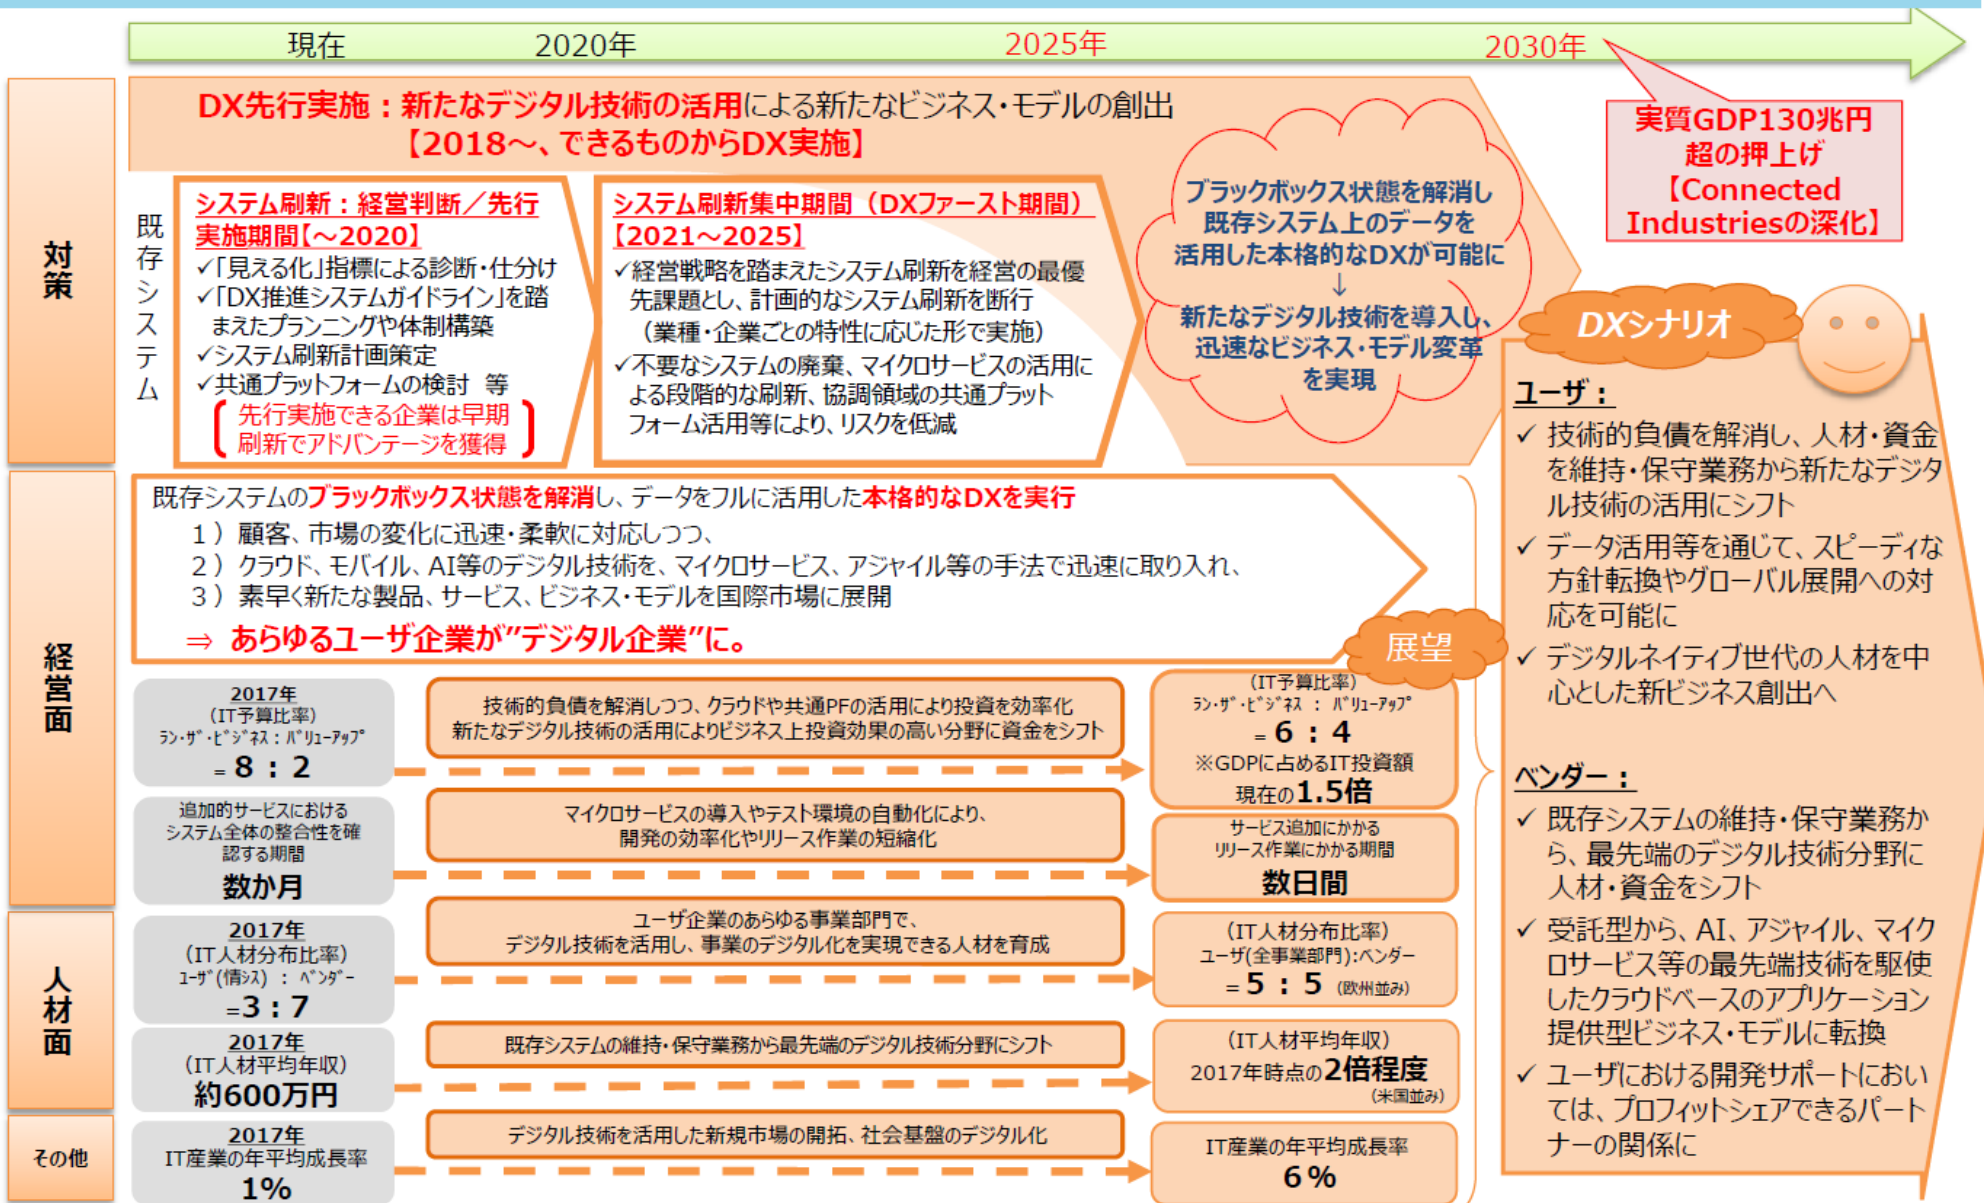 現在
2020年
2025年
2030年
実質GDP130兆円
超の押上げ
【Connected
Industriesの深化】
対策
DX先行実施：新たなデジタル技術の活用による新たなビジネス・モデルの創出
【2018～、できるものからDX実施】
既存システム
システム刷新：経営判断／先行
実施期間【～2020】
✓「見える化」指標による診断・仕分け
✓「DX推進システムガイドライン」を踏
まえたプランニングや体制構築
✓システム刷新計画策定
✓共通プラットフォームの検討　等
先行実施できる企業は早期
刷新でアドバンテージを獲得
システム刷新集中期間（DXファースト期間）
【2021～2025】
✓経営戦略を踏まえたシステム刷新を経営の最優
先課題とし、計画的なシステム刷新を断行
（業種・企業ごとの特性に応じた形で実施）
✓不要なシステムの廃棄、マイクロサービスの活用に
よる段階的な刷新、協調領域の共通プラット
フォーム活用等により、リスクを低減
ブラックボックス状態を解消し
既存システム上のデータを
活用した本格的なDXが可能に
↓
新たなデジタル技術を導入し、
迅速なビジネス・モデル変革
を実現
経営面
既存システムのブラックボックス状態を解消し、データをフルに活用した本格的なDXを実行
１）顧客、市場の変化に迅速・柔軟に対応しつつ、
２）クラウド、モバイル、AI等のデジタル技術を、マイクロサービス、アジャイル等の手法で迅速に取り入れ、
３）素早く新たな製品、サービス、ビジネス・モデルを国際市場に展開
⇒ あらゆるユーザ企業が”デジタル企業”に。
展望
2017年
（IT予算比率）
ﾗﾝ・ｻﾞ・ﾋﾞｼﾞﾈｽ：ﾊﾞﾘｭｰｱｯﾌﾟ
= 8：2
技術的負債を解消しつつ、クラウドや共通PFの活用により投資を効率化
新たなデジタル技術の活用によりビジネス上投資効果の高い分野に資金をシフト
（IT予算比率）
ﾗﾝ・ｻﾞ・ﾋﾞｼﾞﾈｽ ： ﾊﾞﾘｭｰｱｯﾌﾟ
= 6：4
※GDPに占めるIT投資額
現在の1.5倍
追加的サービスにおける
システム全体の整合性を確
認する期間
数か月
マイクロサービスの導入やテスト環境の自動化により、
開発の効率化やリリース作業の短縮化
サービス追加にかかる
リリース作業にかかる期間
数日間
人材面
2017年
（IT人材分布比率）
ﾕｰｻﾞ(情ｼｽ) ： ﾍﾞﾝﾀﾞｰ
=3：7
ユーザ企業のあらゆる事業部門で、
デジタル技術を活用し、事業のデジタル化を実現できる人材を育成
（IT人材分布比率）
ユーザ(全事業部門):ベンダー
= 5：5 （欧州並み）
2017年
（IT人材平均年収）
約600万円
既存システムの維持・保守業務から最先端のデジタル技術分野にシフト
（IT人材平均年収）
2017年時点の2倍程度
（米国並み）
その他
2017年
IT産業の年平均成長率
1%
デジタル技術を活用した新規市場の開拓、社会基盤のデジタル化
IT産業の年平均成長率
6%
DXシナリオ
ユーザ：
✓ 技術的負債を解消し、人材・資金
を維持・保守業務から新たなデジタ
ル技術の活用にシフト
✓ データ活用等を通じて、スピーディな
方針転換やグローバル展開への対
応を可能に
✓ デジタルネイティブ世代の人材を中
心とした新ビジネス創出へ
ベンダー：
✓ 既存システムの維持・保守業務か
ら、最先端のデジタル技術分野に
人材・資金をシフト
✓ 受託型から、AI、アジャイル、マイク
ロサービス等の最先端技術を駆使
したクラウドベースのアプリケーション
提供型ビジネス・モデルに転換
✓ ユーザにおける開発サポートにおい
ては、プロフィットシェアできるパート
ナーの関係に